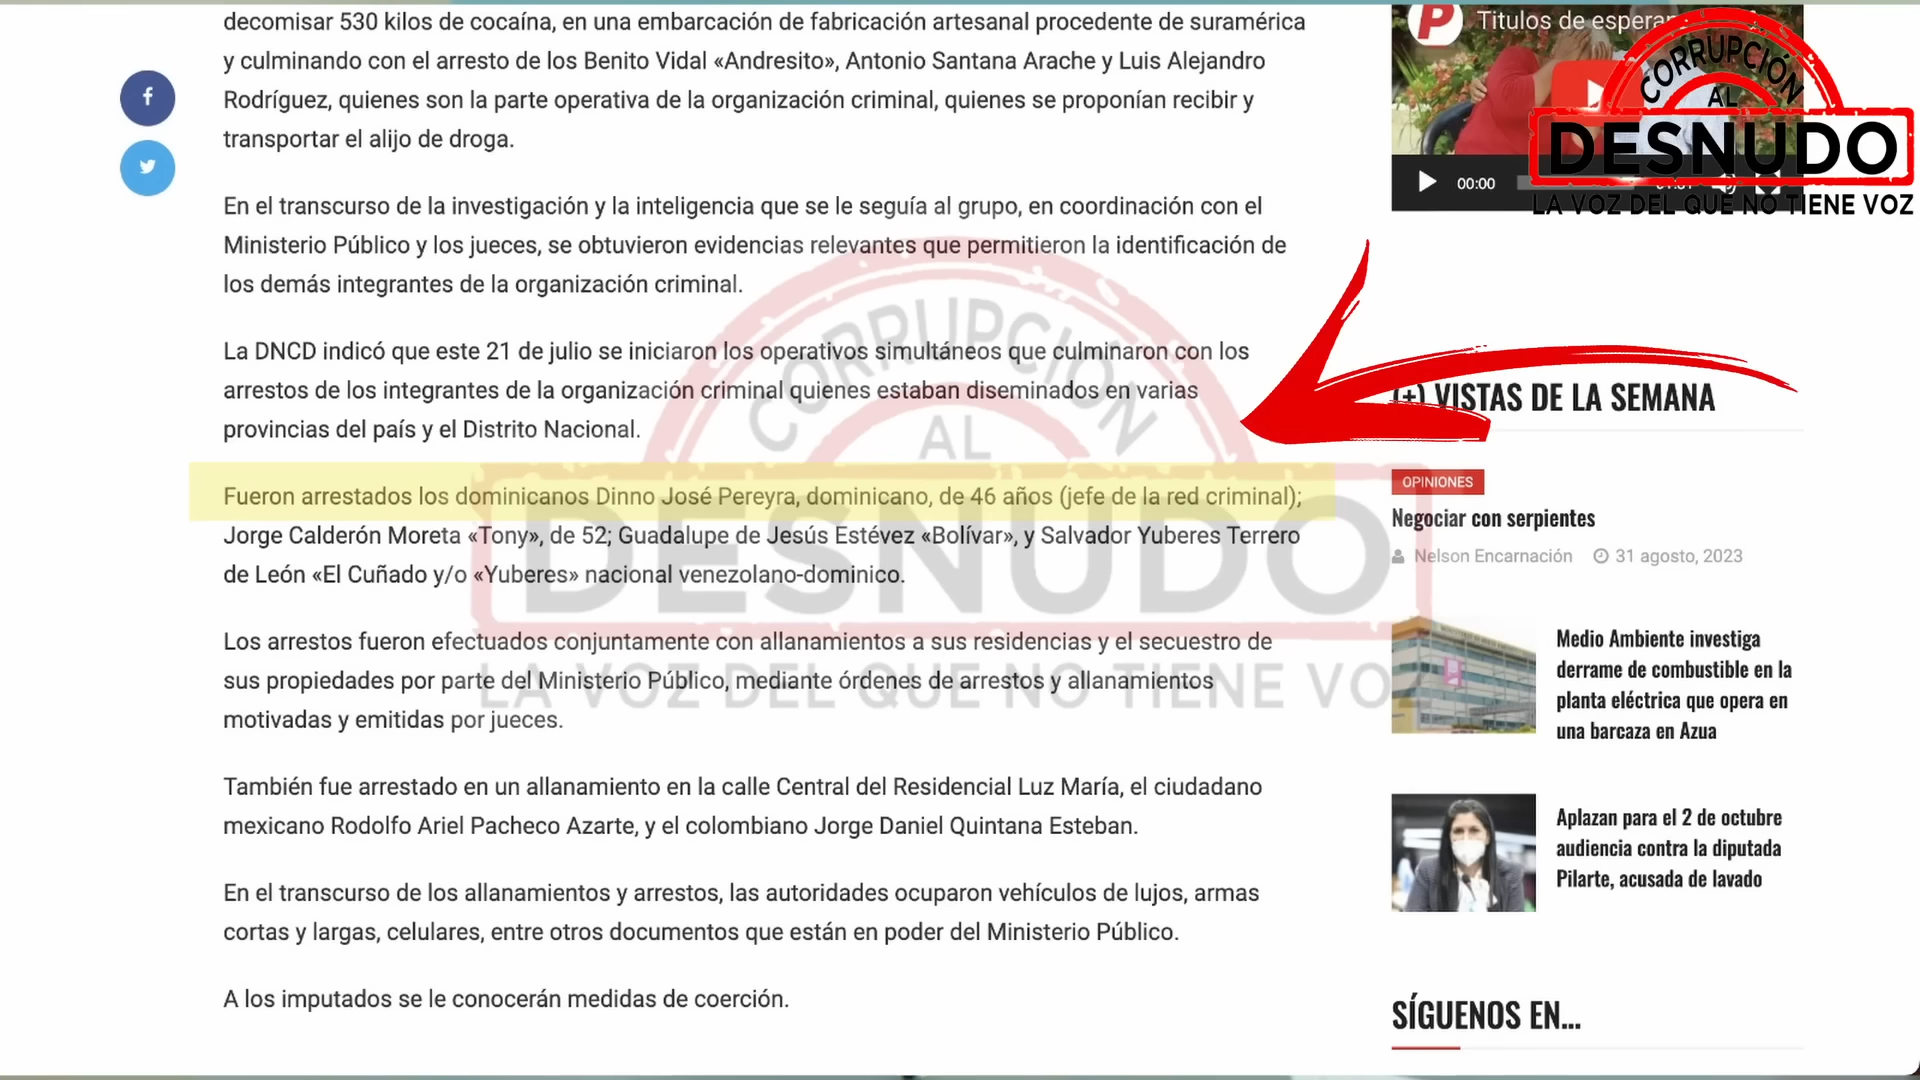 decomisar 530 kilos de cocaína, en una embarcación de fabricación artesanal procedente de suramérica
y culminando con el arresto de los Benito Vidal «Andresito», Antonio Santana Arache y Luis Alejandro
Rodríguez, quienes son la parte operativa de la organización criminal, quienes se proponían recibir y
transportar el alijo de droga.
En el transcurso de la investigación y la inteligencia que se le seguía al grupo, en coordinación con el
Ministerio Público y los jueces, se obtuvieron evidencias relevantes que permitieron la identificación de
los demás integrantes de la organización criminal.
La DNCD indicó que este 21 de julio se iniciaron los operativos simultáneos que culminaron con los
arrestos de los integrantes de la organización criminal quienes estaban diseminados en varias
provincias del país y el Distrito Nacional.
Fueron arrestados los dominicanos Dinno José Pereyra, dominicano, de 46 años (jefe de la red criminal);
Jorge Calderón Moreta «Tony», de 52; Guadalupe de Jesús Estévez «Bolívar», y Salvador Yuberes Terrero
de León «El Cuñado y/o «Yuberes» nacional venezolano-dominico.
Los arrestos fueron efectuados conjuntamente con allanamientos a sus residencias y el secuestro de
sus propiedades por parte del Ministerio Público, mediante órdenes de arrestos y allanamientos
motivadas y emitidas por jueces.
También fue arrestado en un allanamiento en la calle Central del Residencial Luz María, el ciudadano
mexicano Rodolfo Ariel Pacheco Azarte, y el colombiano Jorge Daniel Quintana Esteban.
En el transcurso de los allanamientos y arrestos, las autoridades ocuparon vehículos de lujos, armas
cortas y largas, celulares, entre otros documentos que están en poder del Ministerio Público.
A los imputados se le conocerán medidas de coerción.
CORRUPCIÓN
AL
DESNUDO
LA VOZ DEL QUE NO TIENE VOZ
Titulos de
00:00
CORRUPCIÓN
AL
DESNUDO
LA VOZ DEL QUE NO TIENE VOZ
(+) VISTAS DE LA SEMANA
OPINIONES
Negociar con serpientes
Nelson Encarnación 31 agosto, 2023
Medio Ambiente investiga
derrame de combustible en la
planta eléctrica que opera en
una barcaza en Azua
Aplazan para el 2 de octubre
audiencia contra la diputada
Pilarte, acusada de lavado
SÍGUENOS EN...